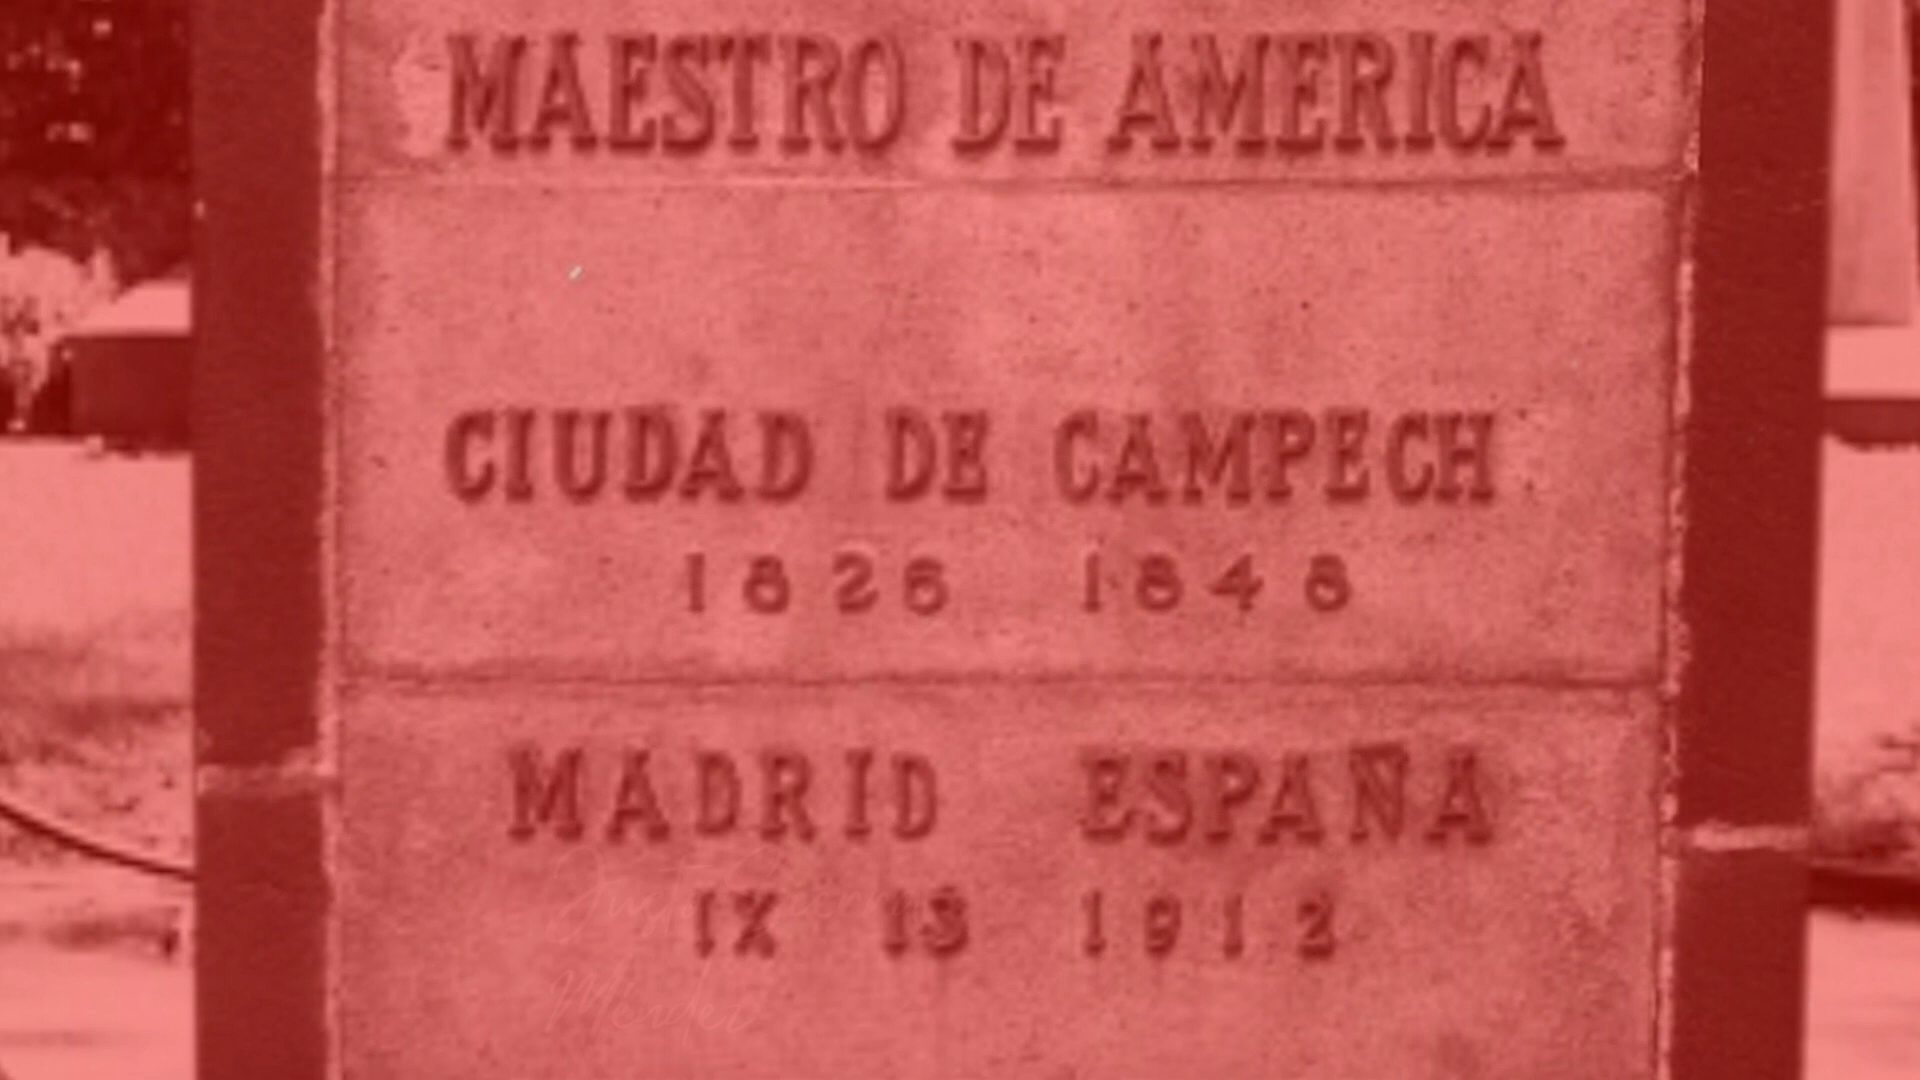 MAESTRO DE AMERICA
CIUDAD DE CAMPECH
1826 1848
MADRID ESPAÑA
IX 13 1912